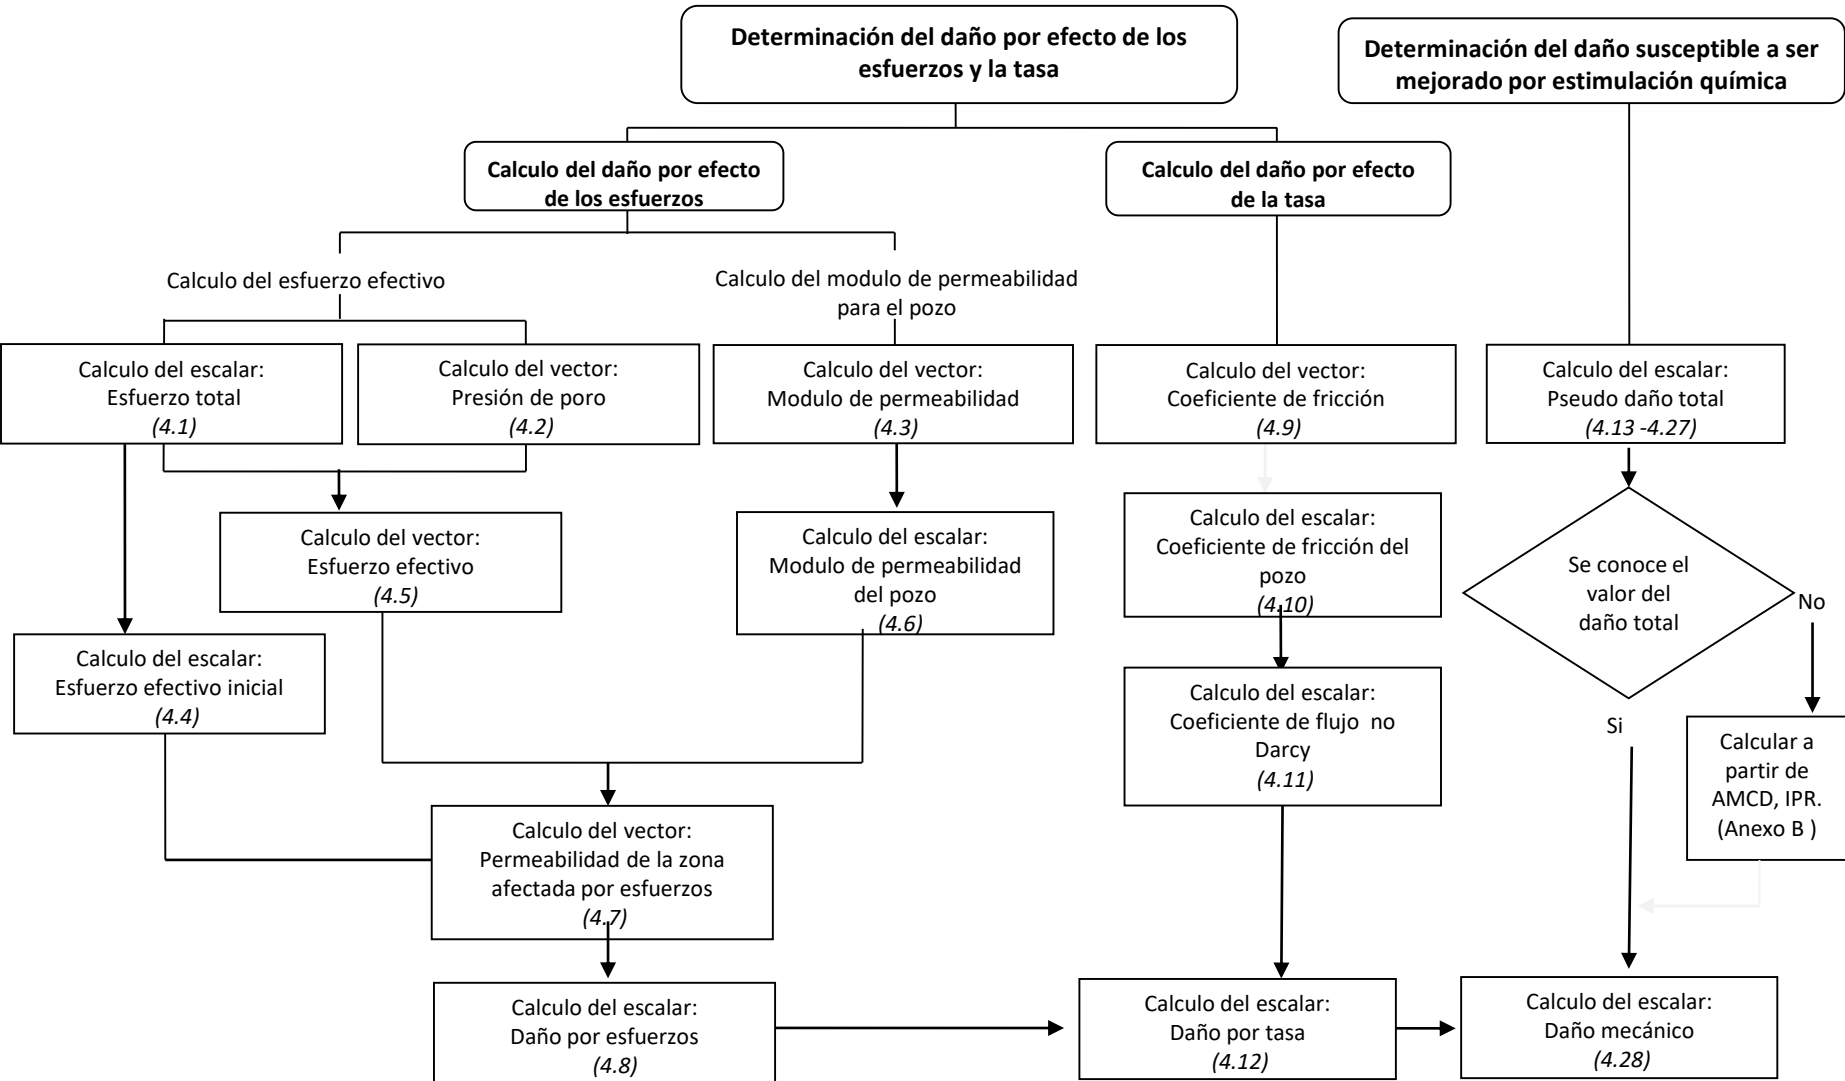 Determinación del daño por efecto de los
esfuerzos y la tasa
Determinación del daño susceptible a ser
mejorado por estimulación química
Calculo del daño por efecto
de los esfuerzos
Calculo del daño por efecto
de la tasa
Calculo del esfuerzo efectivo
Calculo del modulo de permeabilidad
para el pozo
Calculo del escalar:
Esfuerzo total
(4.1)
Calculo del vector:
Presión de poro
(4.2)
Calculo del vector:
Modulo de permeabilidad
(4.3)
Calculo del vector:
Coeficiente de fricción
(4.9)
Calculo del escalar:
Pseudo daño total
(4.13 -4.27)
Calculo del vector:
Esfuerzo efectivo
(4.5)
Calculo del escalar:
Modulo de permeabilidad
del pozo
(4.6)
Calculo del escalar:
Coeficiente de fricción del
pozo
(4.10)
Se conoce el
valor del
daño total
No
Si
Calculo del escalar:
Esfuerzo efectivo inicial
(4.4)
Calculo del escalar:
Coeficiente de flujo  no
Darcy
(4.11)
Calcular a
partir de
AMCD, IPR.
(Anexo B )
Calculo del vector:
Permeabilidad de la zona
afectada por esfuerzos
(4.7)
Calculo del escalar:
Daño por esfuerzos
(4.8)
Calculo del escalar:
Daño por tasa
(4.12)
Calculo del escalar:
Daño mecánico
(4.28)